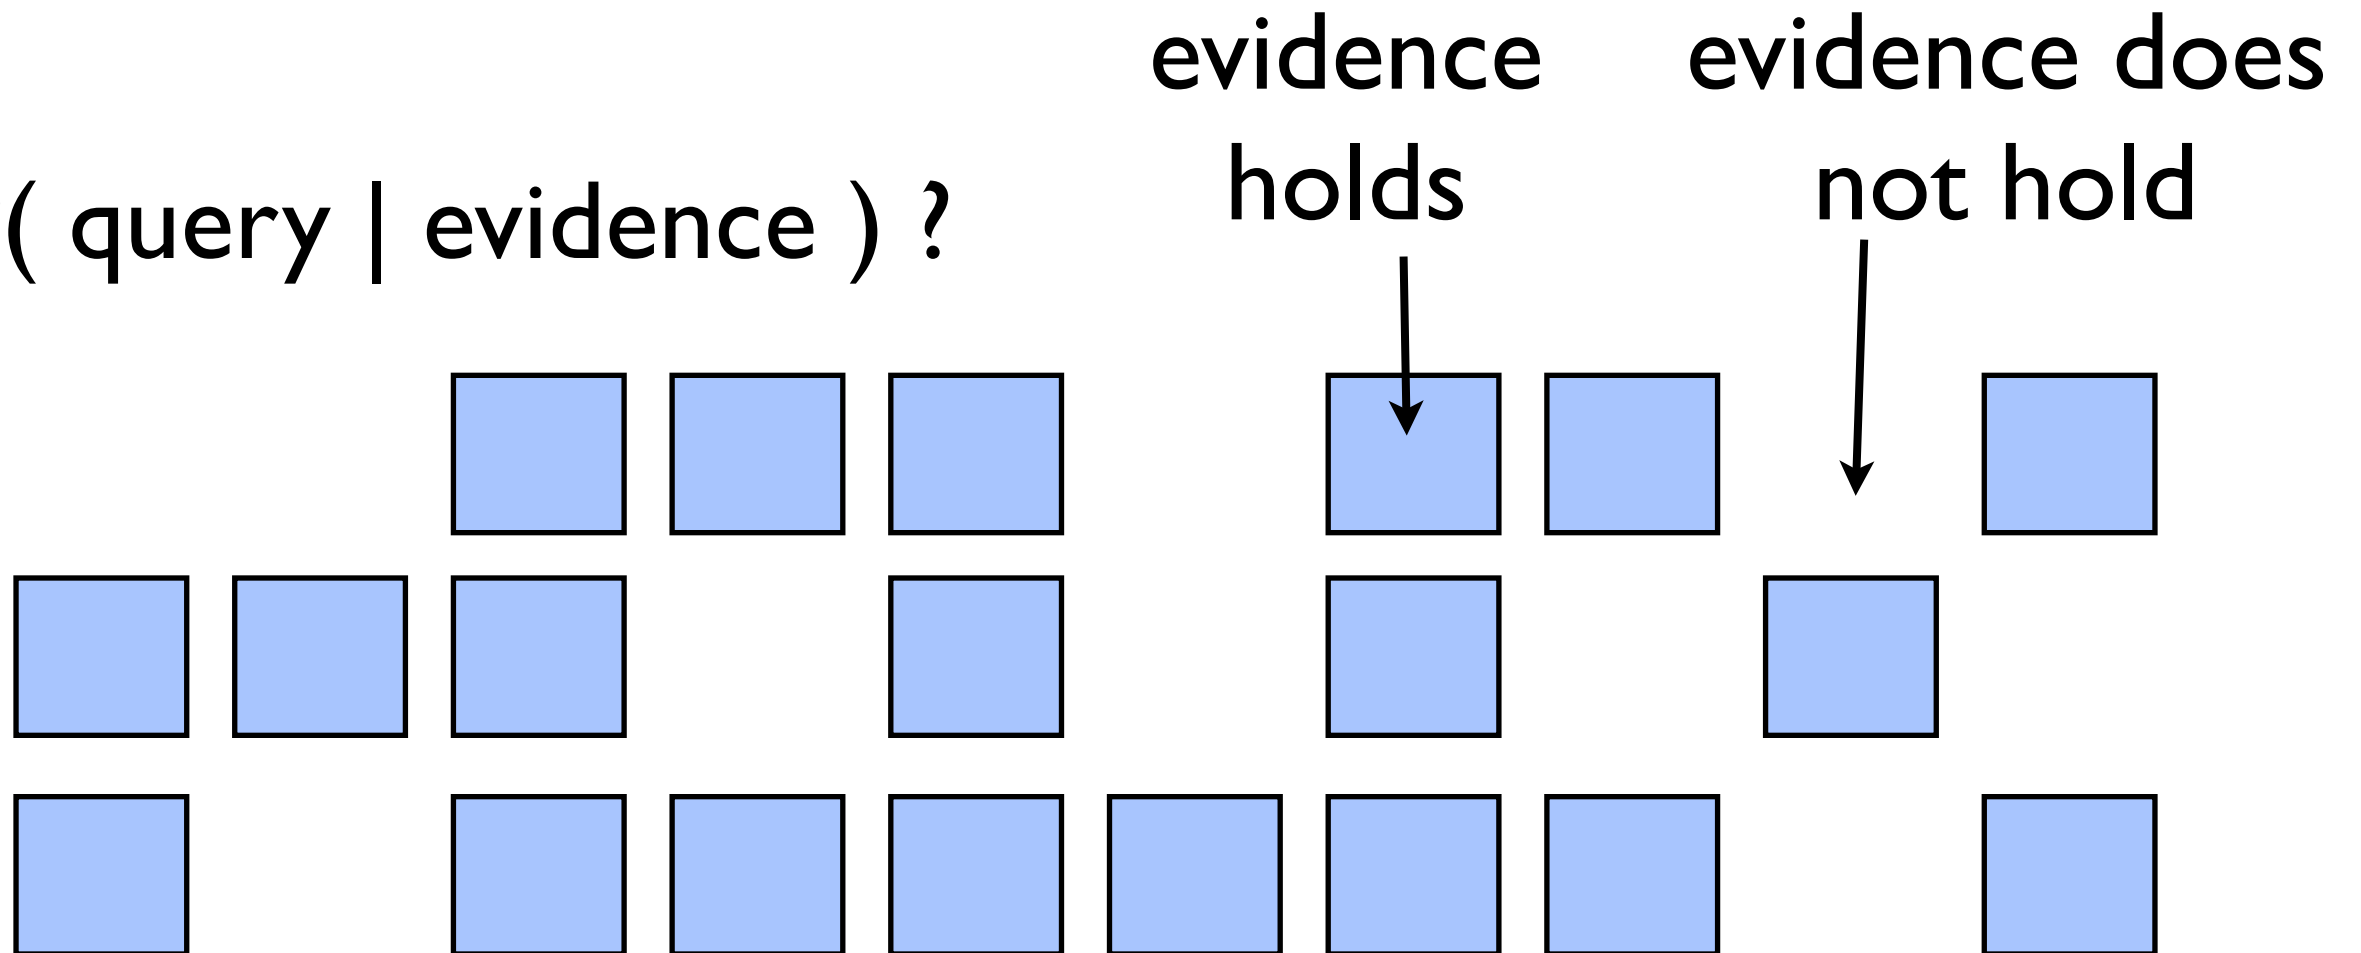 evidence
holds
evidence does
not hold
( query | evidence ) ?